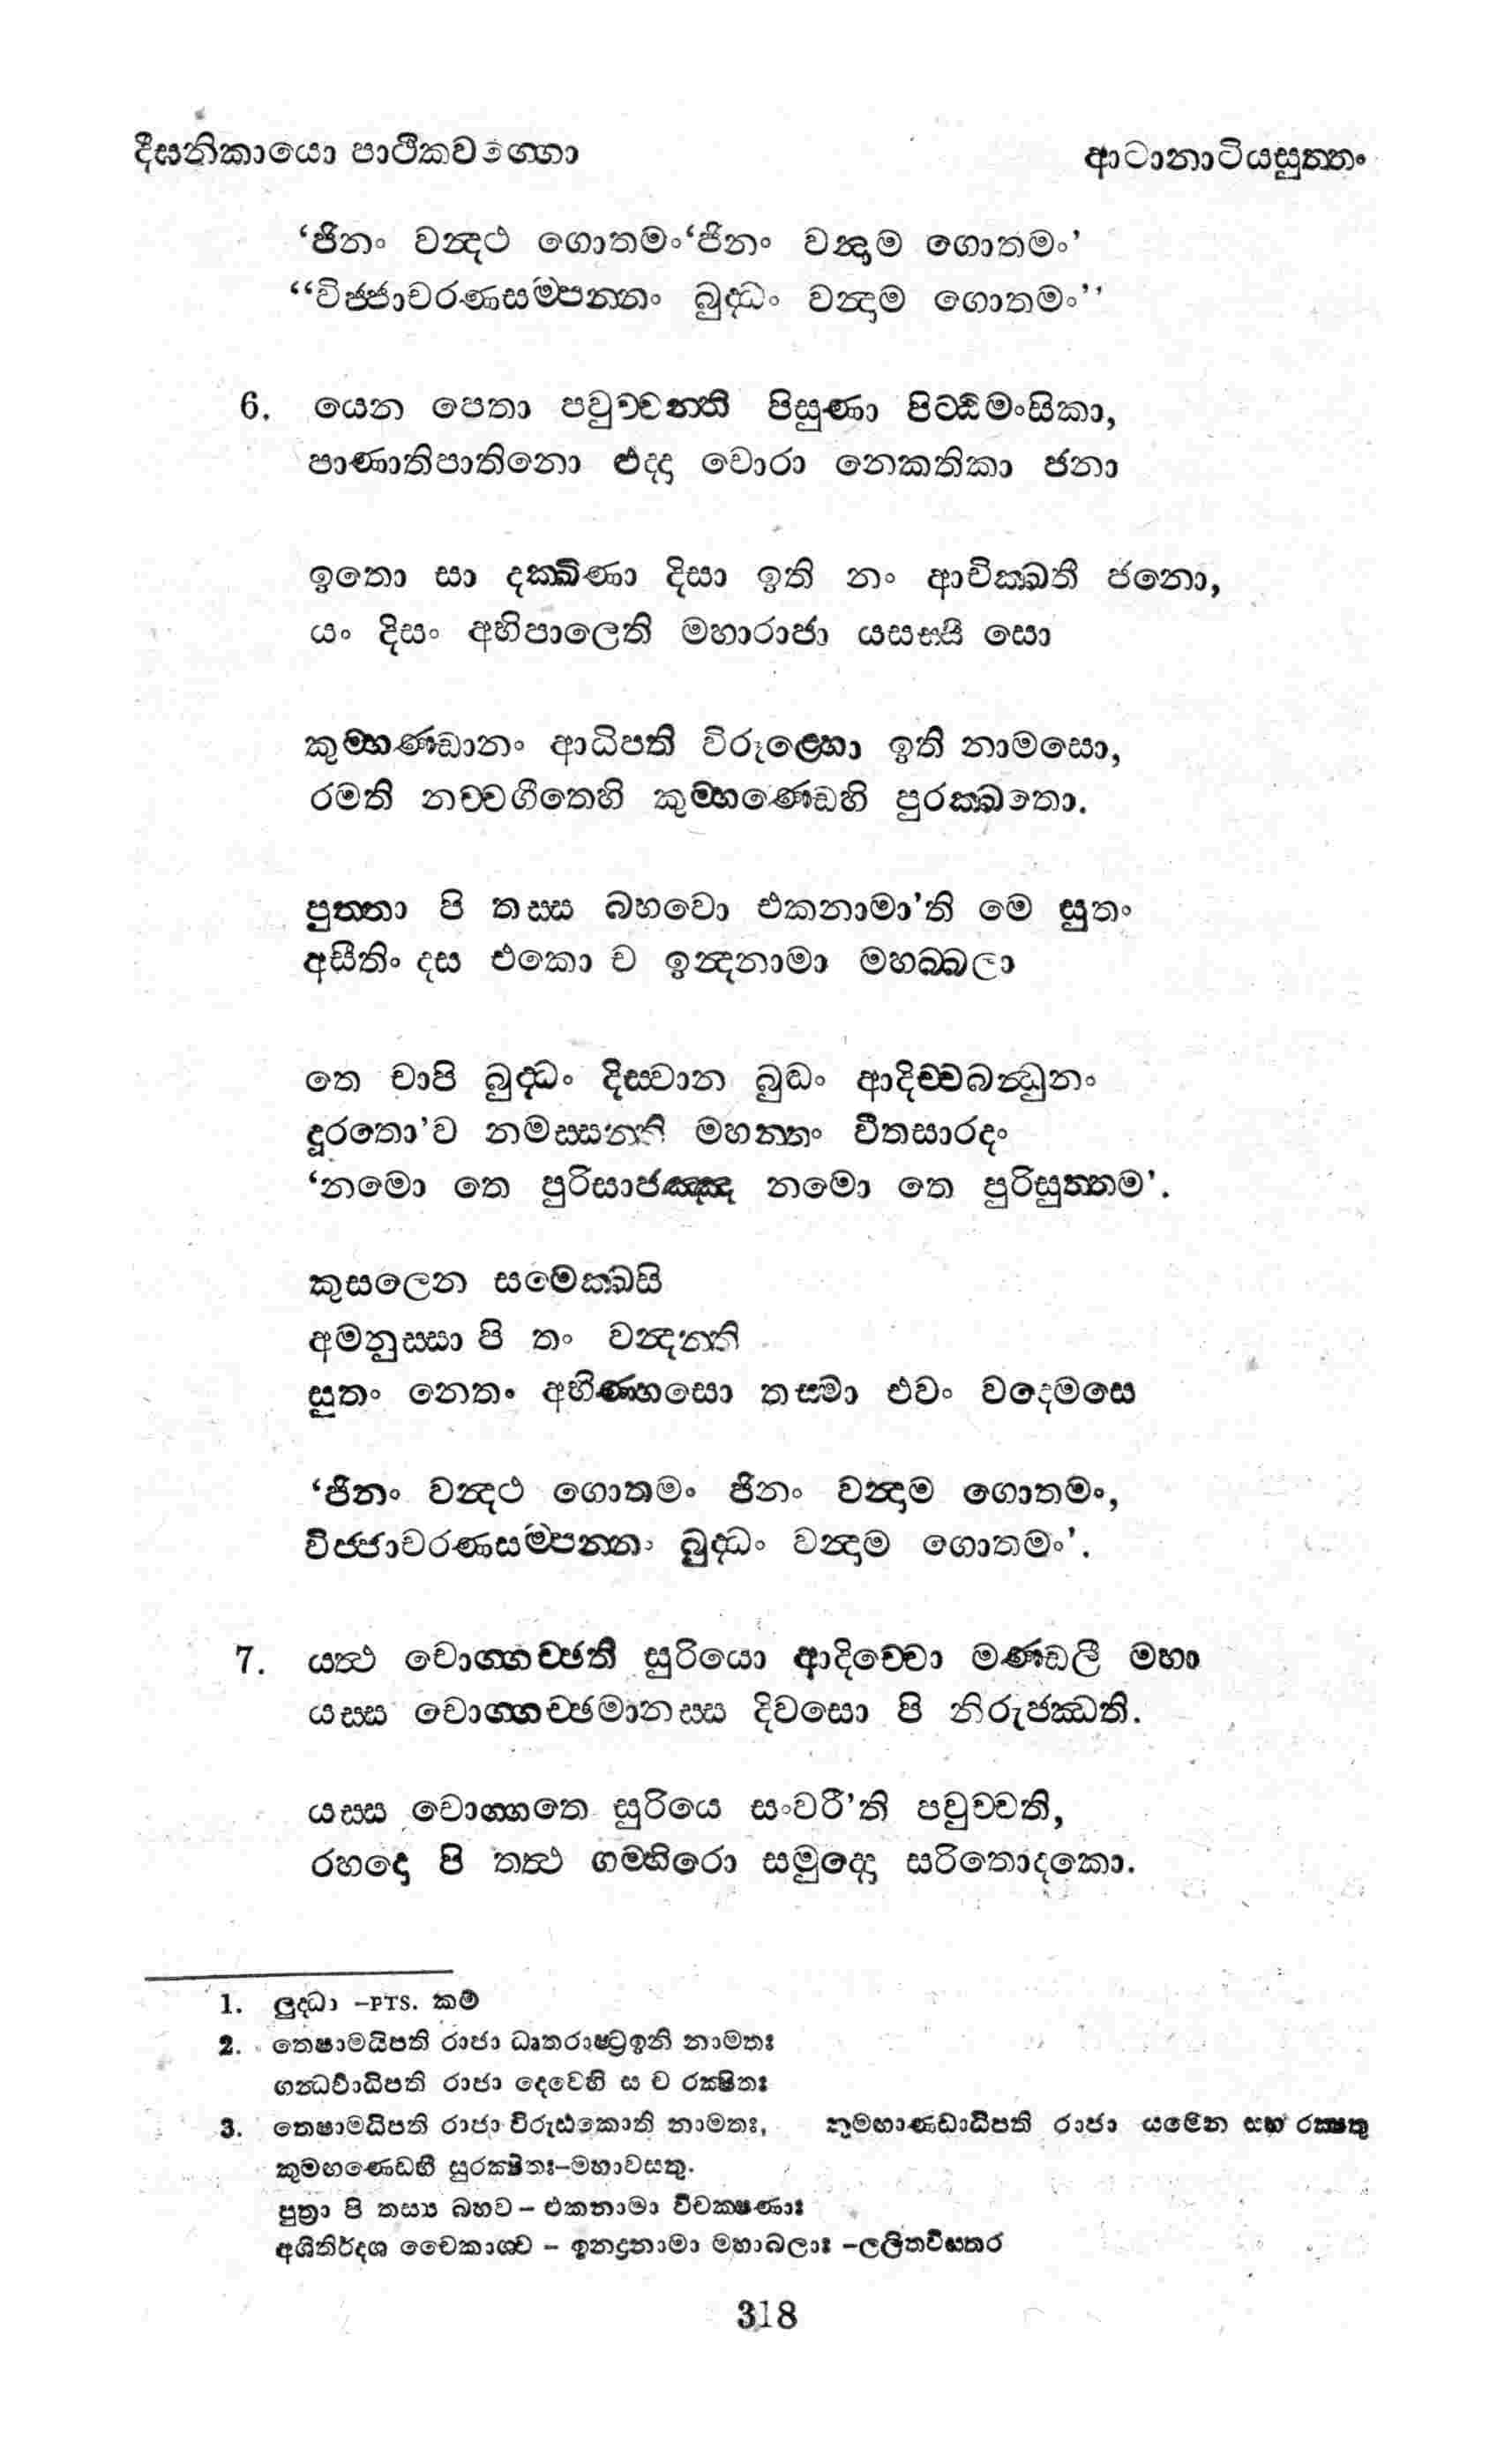 දීඝනිකායො පාථිකවග්ගො
ආටානාටියසුත්තං
‘ජිනං වන්දථ ගොතමං‘ජිනං වන්දාම ගොතමං’
“විජ්ජාචරණසම්පන්නං බුද්ධං වන්දාම ගොතමං”
6. යෙන පෙතා පවුච්චන්ති පිසුණා පිට්ඨිමංසිකා,
පාණාතිපාතිනො ළුද්දා චොරා නෙකතිකා ජනා
ඉතො සා දක්ඛිණා දිසා ඉති නං ආචික්ඛතී ජනො,
යං දිසං අභිපාලෙති මහාරාජා යසස්සී සො
කුම්භණ්ඩානං ආධිපති විරූළ්හො ඉති නාමසො,
රමති නච්චගීතෙහි කුම්භණ්ඩෙහි පුරක්ඛතො.
පුත්තා පි තස්ස බහවො එකනාමා’ති මෙ සුතං
අසීතිං දස එකො ච ඉන්දනාමා මහබ්බලා
තෙ චාපි බුද්ධං දිස්වාන බුද්ධං ආදිච්චබන්ධුනං
දූරතො’ව නමස්සන්ති මහන්තං වීතසාරදං
‘නමො තෙ පුරිසාජඤ්ඤ නමො තෙ පුරිසුත්තම’.
කුසලෙන සමෙක්ඛසි
අමනුස්සා පි තං වන්දන්ති
සුතං නෙතං අභිණ්හසො තස්මා එවං වදෙමසෙ
‘ජිනං වන්දථ ගොතමං ජිනං වන්දාම ගොතමං,
විජ්ජාචරණසම්පන්නං බුද්ධං වන්දාම ගොතමං’.
7. යත්ථ චොග්ගච්ඡති සුරියො ආදිච්චො මණ්ඩලී මහා
යස්ස චොග්ගච්ඡමානස්ස දිවසො පි නිරුජ්ඣති.
යස්ස චොග්ගතෙ සුරියෙ සංවරී’ති පවුච්චති,
රහදො පි තත්ථ ගම්භිරො සමුද්දො සරිතොදකො.
1. ලුද්ධා –PTS. කම්
2. තෙෂාමයිපති රාජා ධෘතරාෂ්ට්‍රඉනි නාමතඃ
ගන්ධර්වාධිපති රාජා දෙවෙහි ස ච රක්ෂිතඃ
3. තෙෂාමධිපති රාජා විරුඪකොති නාමතඃ, කුම්භාණ්ඩාධිපති රාජා යමෙන සහ රක්ෂතු
කුම්භණ්ඩෙභී සුරක්ෂිතඃ–මහාවස්තු.
පුත්‍රා පි තස්‍ය බහව – එකනාමා විචක්ෂණාඃ
අශිතිර්දශ චෛකාශ්ච – ඉන්ද්‍රනාමා මහාබලාඃ –ලලිතවිස්තර
318